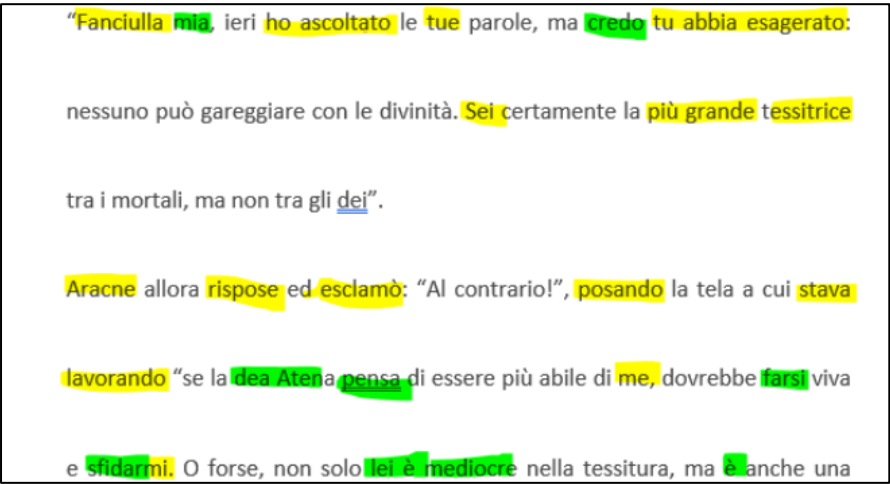 “Fanciulla mia, ieri ho ascoltato le tue parole, ma credo tu abbia esagerato:
nessuno può gareggiare con le divinità. Sei certamente la più grande tessitrice
tra i mortali, ma non tra gli dei”.
Aracne allora rispose ed esclamò: “Al contrario!”, posando la tela a cui stava
lavorando “se la dea Atena pensa di essere più abile di me, dovrebbe farsi viva
e sfidarmi. O forse, non solo lei è mediocre nella tessitura, ma è anche una